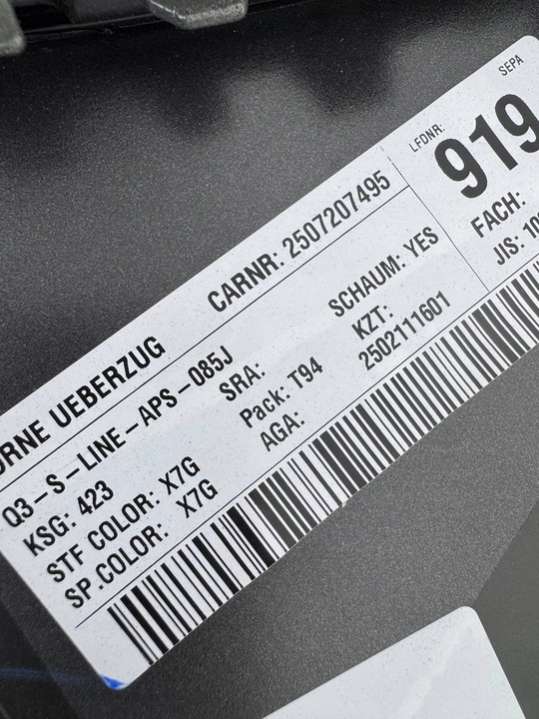 SEPA
LFDNR:
919
FACH:
JIS:
UEBERZUG
CARNR: 2507207495
Q3-S-LINE-APS-085J
KSG: 423
SRA:
SCHAUM: YES
STF COLOR: X7G
Pack: T94
KZT:
SP.COLOR: X7G
AGA:
2502111601